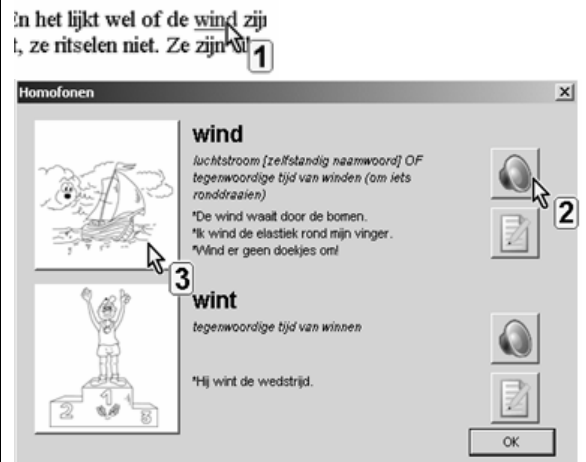 En het lijkt wel of de wind zijn
t, ze ritselen niet. Ze zijn
1
Homofonen
wind
luchtstroom [zelfstandig naamwoord] OF
tegenwoordige tijd van winden (om iets
ronddraaien)
*De wind waait door de bomen.
*Ik wind de elastiek rond mijn vinger.
*Wind er geen doekjes om!
2
3
wint
tegenwoordige tijd van winnen
*Hij wint de wedstrijd.
2 1 3
OK